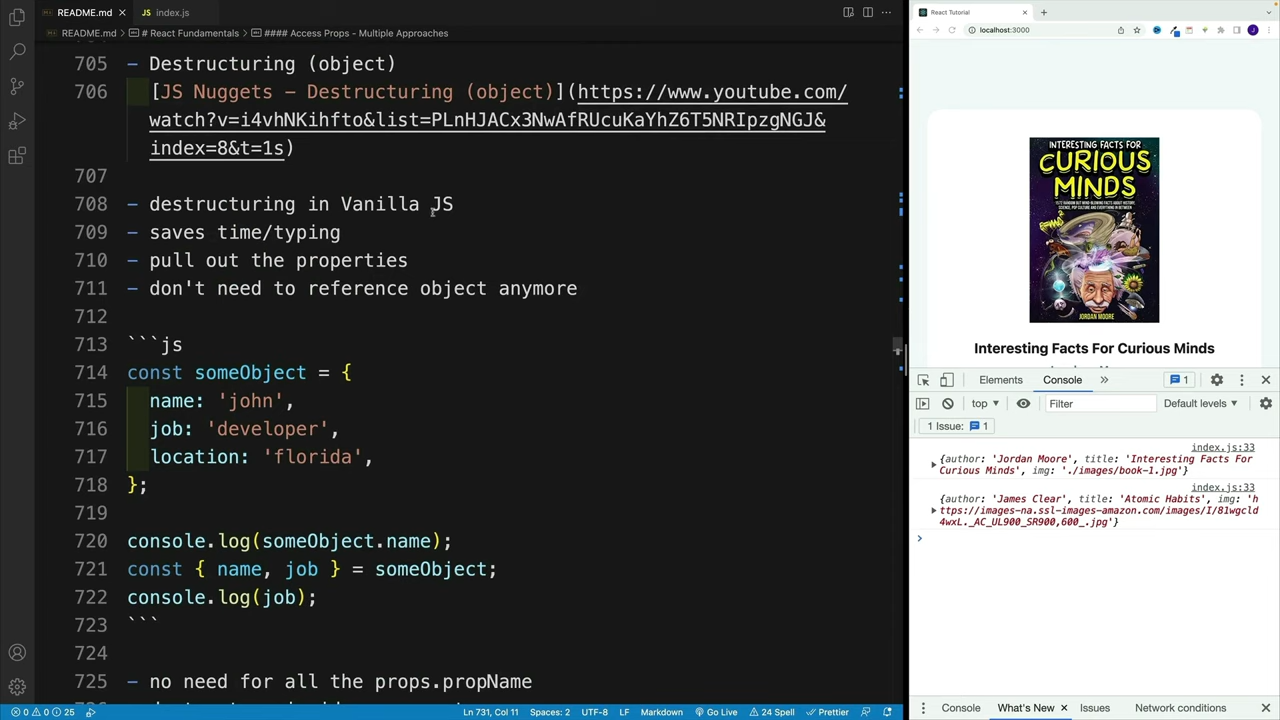 README.md
index.js
README.md > # React Fundamentals > #### Access Props - Multiple Approaches
705 - Destructuring (object)
706 [JS Nuggets - Destructuring (object)](https://www.youtube.com/
watch?v=i4vhNKihfto&list=PLnHJACx3NwAfRUcuKaYhZ6T5NRIpzgNGJ&
index=8&t=1s)
707
708 - destructuring in Vanilla JS
709 - saves time/typing
710 - pull out the properties
711 - don't need to reference object anymore
712
713 ```js
714 const someObject = {
715 name: 'john',
716 job: 'developer',
717 location: 'florida',
718 };
719
720 console.log(someObject.name);
721 const { name, job } = someObject;
722 console.log(job);
723 ```
724
725 - no need for all the props.propName
0 0 25
Ln 731, Col 11
Spaces: 2
UTF-8
LF
Markdown
Go Live
24 Spell
Prettier
React Tutorial
localhost:3000
J
INTERESTING FACTS FOR
CURIOUS
MINDS
JORDAN MOORE
Interesting Facts For Curious Minds
Elements
Console
1
top
Filter
Default levels
1 Issue: 1
index.js:33
{author: 'Jordan Moore', title: 'Interesting Facts For
Curious Minds', img: './images/book-1.jpg'}
index.js:33
{author: 'James Clear', title: 'Atomic Habits', img: 'h
ttps://images-na.ssl-images-amazon.com/images/I/81wgcld
4wxL._AC_UL900_SR900,600_.jpg'}
Console
What's New
Issues
Network conditions